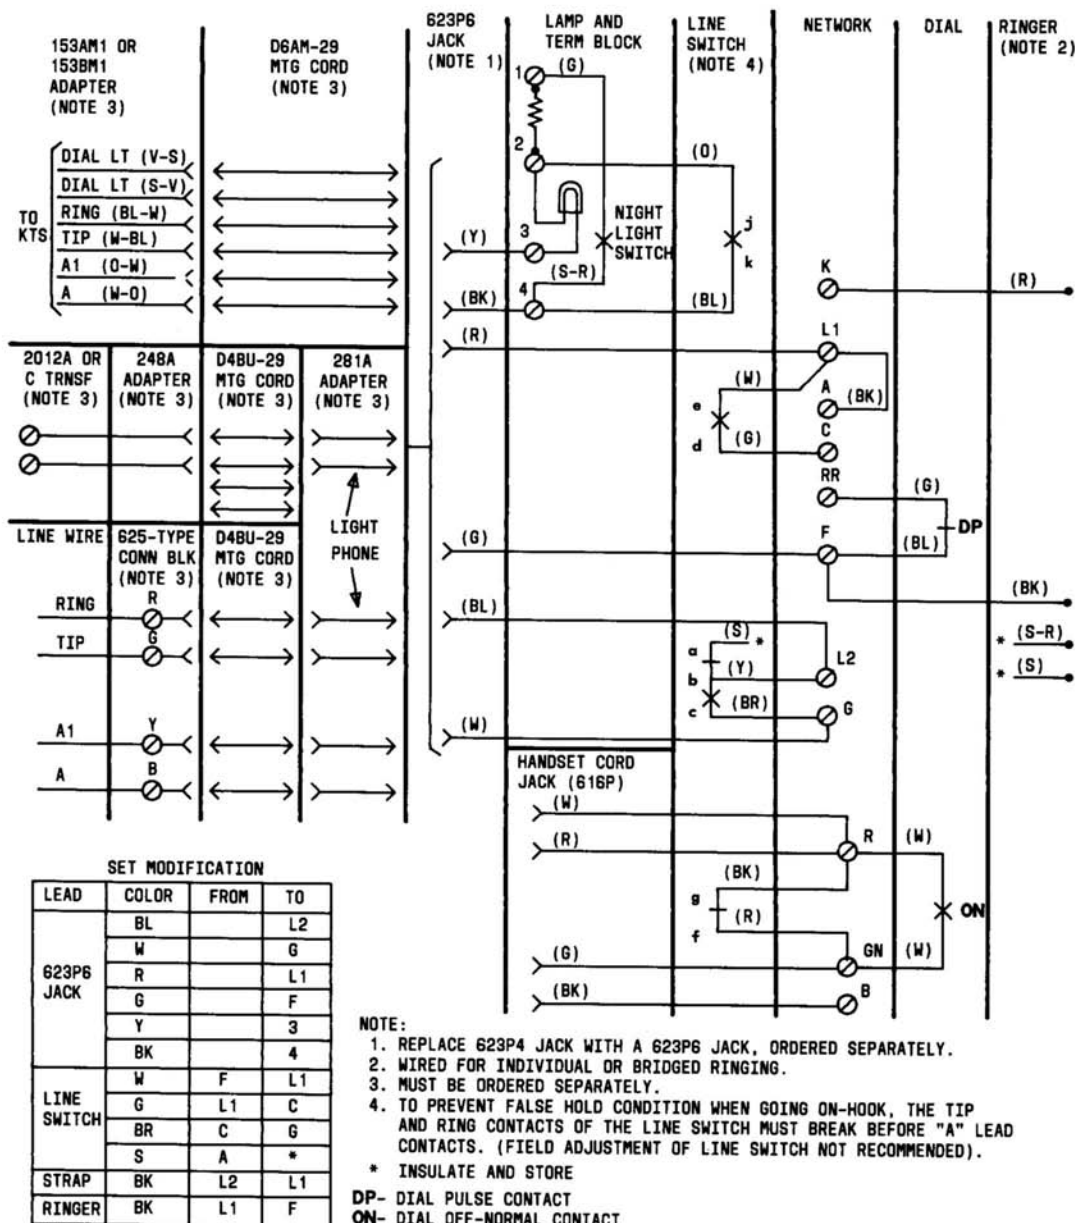 153AM1 OR
153BM1
ADAPTER
(NOTE 3)
D6AM-29
MTG CORD
(NOTE 3)
623P6
JACK
(NOTE 1)
LAMP AND
TERM BLOCK
LINE
SWITCH
(NOTE 4)
NETWORK
DIAL
RINGER
(NOTE 2)
TO
KTS
DIAL LT (V-S)
DIAL LT (S-V)
RING (BL-W)
TIP (W-BL)
A1 (O-W)
A (W-O)
1
(G)
2
3
(Y)
(S-R)
4
(BK)
NIGHT
LIGHT
SWITCH
(O)
j
k
(BL)
K
(R)
(R)
L1
(W)
A
(BK)
e
d
(G)
C
RR
(G)
F
(BL)
DP
(G)
(BK)
2012A OR
C TRNSF
(NOTE 3)
248A
ADAPTER
(NOTE 3)
D4BU-29
MTG CORD
(NOTE 3)
281A
ADAPTER
(NOTE 3)
LIGHT
PHONE
LINE WIRE
625-TYPE
CONN BLK
(NOTE 3)
D4BU-29
MTG CORD
(NOTE 3)
RING
R
TIP
G
A1
Y
A
B
(BL)
a
(S) *
b
(Y)
c
(BR)
L2
G
* (S-R)
* (S)
(W)
HANDSET CORD
JACK (616P)
(W)
(R)
R
(W)
(BK)
g
(R)
f
ON
(G)
GN
(W)
(BK)
B
SET MODIFICATION
LEAD COLOR FROM TO
623P6
JACK
BL L2
W G
R L1
G F
Y 3
BK 4
LINE
SWITCH
W F L1
G L1 C
BR C G
S A *
STRAP BK L2 L1
RINGER BK L1 F
NOTE:
1. REPLACE 623P4 JACK WITH A 623P6 JACK, ORDERED SEPARATELY.
2. WIRED FOR INDIVIDUAL OR BRIDGED RINGING.
3. MUST BE ORDERED SEPARATELY.
4. TO PREVENT FALSE HOLD CONDITION WHEN GOING ON-HOOK, THE TIP
AND RING CONTACTS OF THE LINE SWITCH MUST BREAK BEFORE "A" LEAD
CONTACTS. (FIELD ADJUSTMENT OF LINE SWITCH NOT RECOMMENDED).
* INSULATE AND STORE
DP- DIAL PULSE CONTACT
ON- DIAL OFF-NORMAL CONTACT